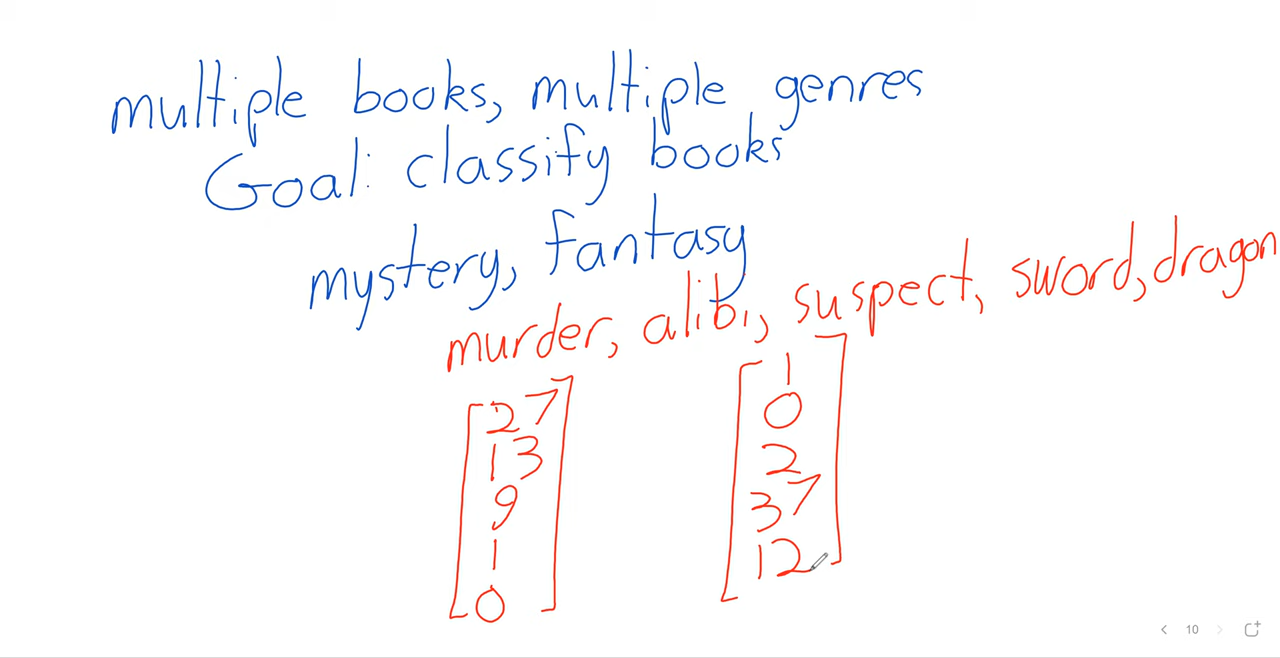 multiple books, multiple genres
Goal: classify books
mystery, fantasy
murder, alibi, suspect, sword, dragon
27
13
9
1
0
1
0
2
37
12
10